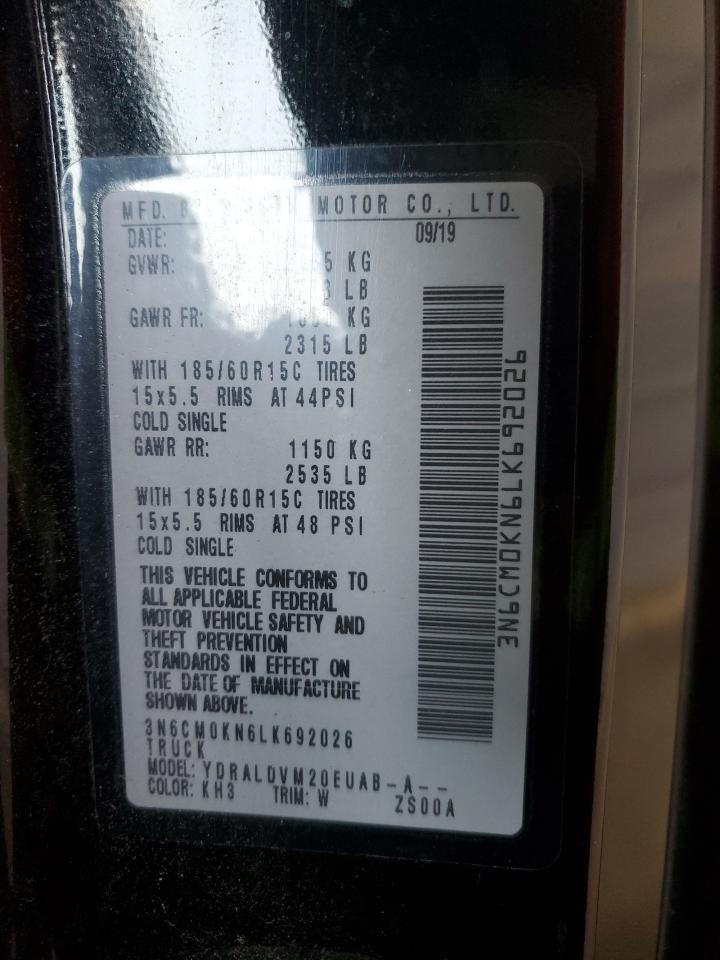 MFD. MOTOR CO., LTD.
DATE: 09/19
GVWR: KG
LB
GAWR FR: KG
2315 LB
WITH 185/60R15C TIRES
15x5.5 RIMS AT 44PSI
COLD SINGLE
GAWR RR: 1150 KG
2535 LB
WITH 185/60R15C TIRES
15x5.5 RIMS AT 48 PSI
COLD SINGLE
THIS VEHICLE CONFORMS TO
ALL APPLICABLE FEDERAL
MOTOR VEHICLE SAFETY AND
THEFT PREVENTION
STANDARDS IN EFFECT ON
THE DATE OF MANUFACTURE
SHOWN ABOVE.
3N6CM0KN6LK692026
TRUCK
MODEL: YDRALDVM20EUAB-A--
COLOR: KH3 TRIM: W ZS00A
3N6CM0KN6LK692026